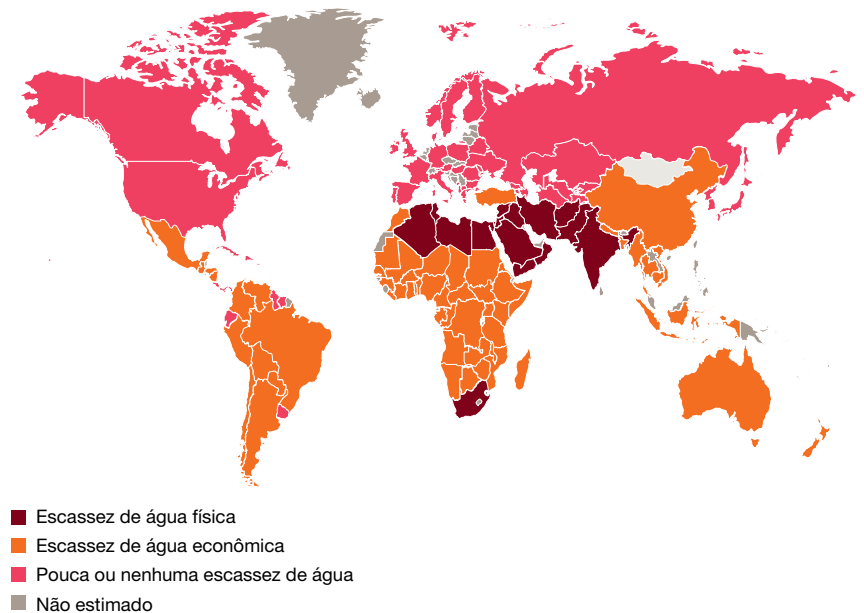 Escassez de água física
Escassez de água econômica
Pouca ou nenhuma escassez de água
Não estimado